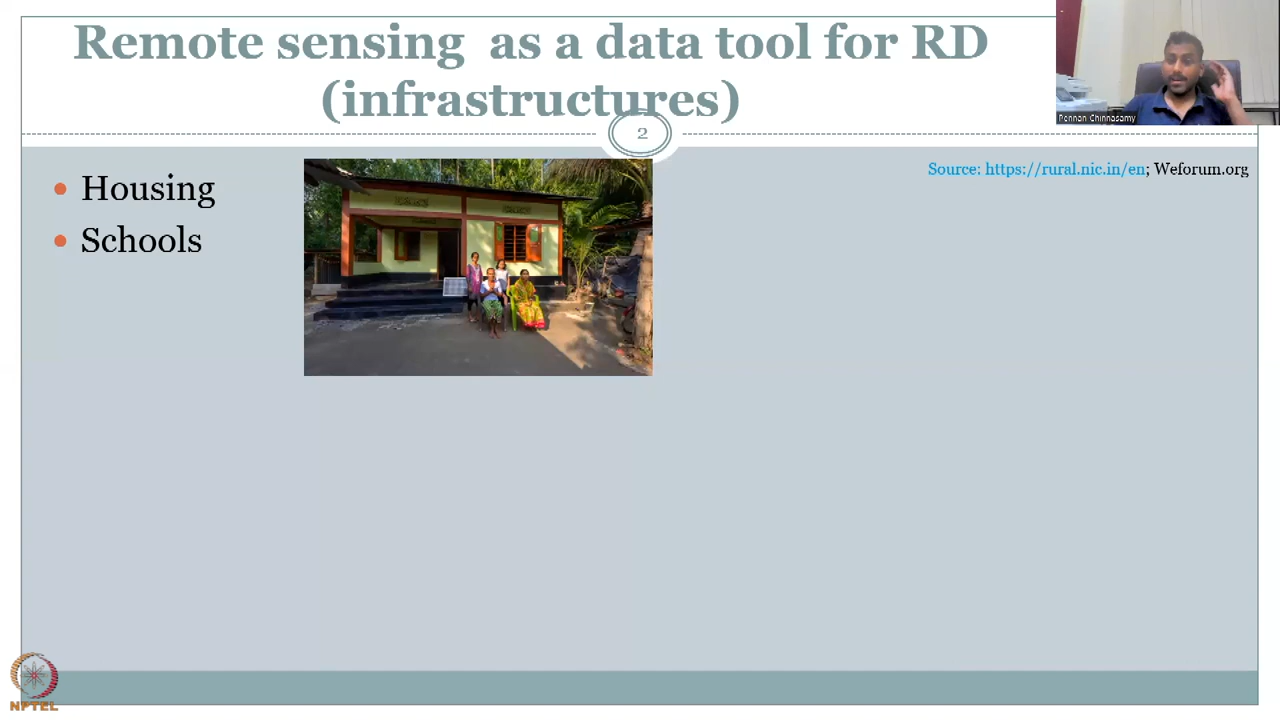 Remote sensing as a data tool for RD
(infrastructures)
2
Pennan Chinnasamy
Source: https://rural.nic.in/en; Weforum.org
• Housing
• Schools
NPTEL